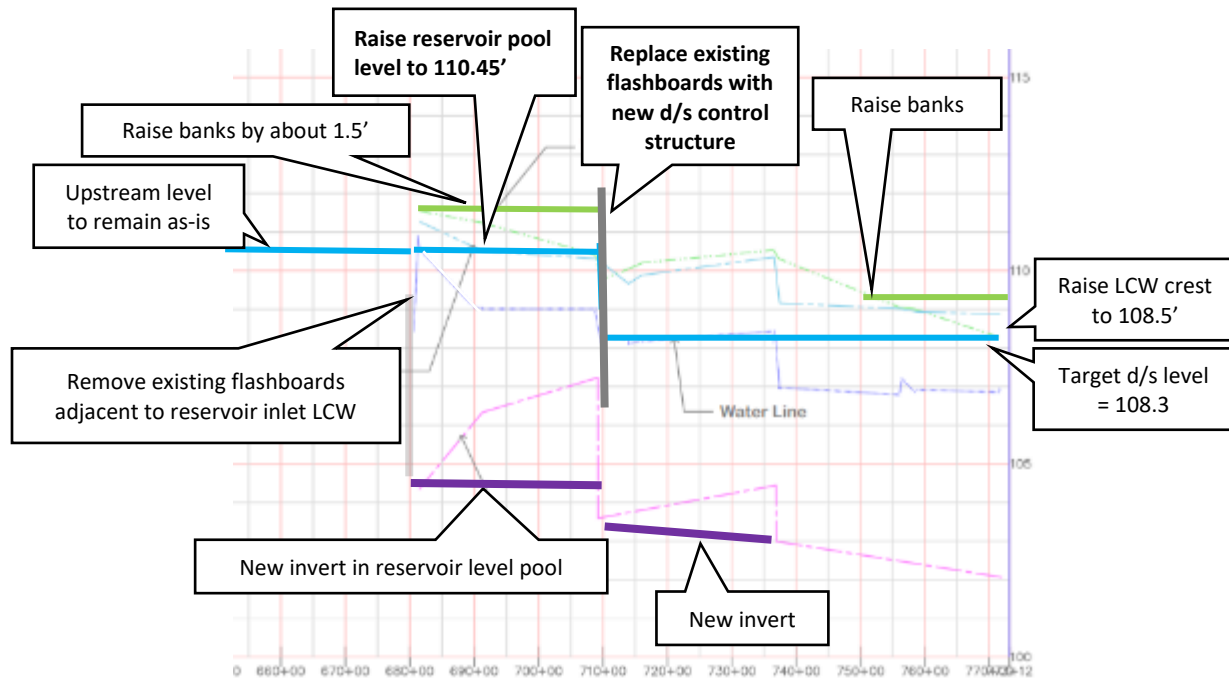 Raise reservoir pool
level to 110.45’
Replace existing
flashboards with
new d/s control
structure
Raise banks
Raise banks by about 1.5’
Upstream level
to remain as-is
Raise LCW crest
to 108.5’
Target d/s level
= 108.3
Remove existing flashboards
adjacent to reservoir inlet LCW
Water Line
New invert in reservoir level pool
New invert
115
110
105
100
660+00 670+00 680+00 690+00 700+00 710+00 720+00 730+00 740+00 750+00 760+00